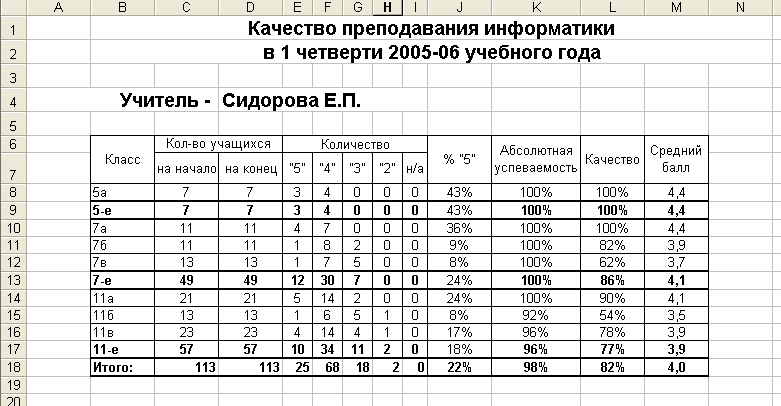 A B C D E F G H I J K L M N
1 Качество преподавания информатики
2 в 1 четверти 2005-06 учебного года
3
4 Учитель - Сидорова Е.П.
5
6 Класс Кол-во учащихся Количество % "5" Абсолютная успеваемость Качество Средний балл
7 на начало на конец "5" "4" "3" "2" н/а
8 5а 7 7 3 4 0 0 0 43% 100% 100% 4,4
9 5-е 7 7 3 4 0 0 0 43% 100% 100% 4,4
10 7а 11 11 4 7 0 0 0 36% 100% 100% 4,4
11 7б 11 11 1 8 2 0 0 9% 100% 82% 3,9
12 7в 13 13 1 7 5 0 0 8% 100% 62% 3,7
13 7-е 49 49 12 30 7 0 0 24% 100% 86% 4,1
14 11а 21 21 5 14 2 0 0 24% 100% 90% 4,1
15 11б 13 13 1 6 5 1 0 8% 92% 54% 3,5
16 11в 23 23 4 14 4 1 0 17% 96% 78% 3,9
17 11-е 57 57 10 34 11 2 0 18% 96% 77% 3,9
18 Итого: 113 113 25 68 18 2 0 22% 98% 82% 4,0
19
20